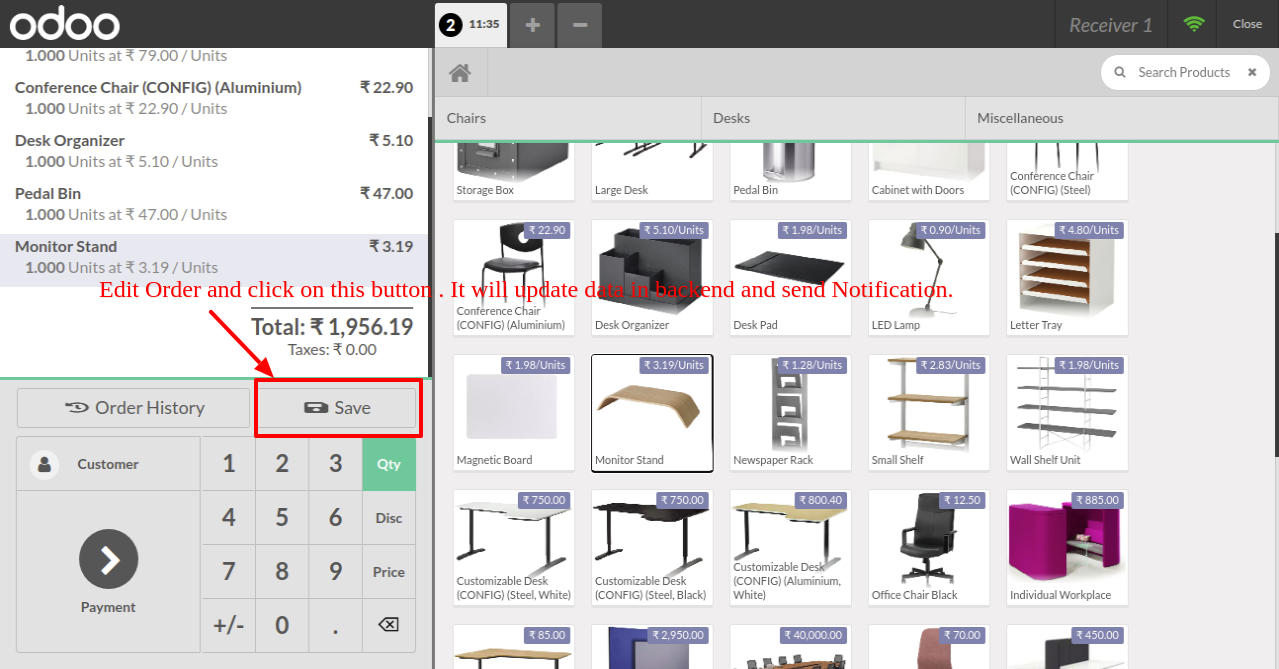 odoo
2 11:35
Receiver 1
Close
1.000 Units at ₹ 79.00 / Units
Conference Chair (CONFIG) (Aluminium) ₹ 22.90
1.000 Units at ₹ 22.90 / Units
Desk Organizer ₹ 5.10
1.000 Units at ₹ 5.10 / Units
Pedal Bin ₹ 47.00
1.000 Units at ₹ 47.00 / Units
Monitor Stand ₹ 3.19
1.000 Units at ₹ 3.19 / Units
Edit Order and click on this button . It will update data in backend and send Notification.
Total: ₹ 1,956.19
Taxes: ₹ 0.00
Order History
Save
Customer
1 2 3 Qty
4 5 6 Disc
7 8 9 Price
+/- 0 .
Payment
Search Products
Chairs
Desks
Miscellaneous
Storage Box
Large Desk
Pedal Bin
Cabinet with Doors
Conference Chair
(CONFIG) (Steel)
₹ 22.90
Conference Chair
(CONFIG) (Aluminium)
₹ 5.10/Units
Desk Organizer
₹ 1.98/Units
Desk Pad
₹ 0.90/Units
LED Lamp
₹ 4.80/Units
Letter Tray
₹ 1.98/Units
Magnetic Board
₹ 3.19/Units
Monitor Stand
₹ 1.28/Units
Newspaper Rack
₹ 2.83/Units
Small Shelf
₹ 1.98/Units
Wall Shelf Unit
₹ 750.00
Customizable Desk
(CONFIG) (Steel, White)
₹ 750.00
Customizable Desk
(CONFIG) (Steel, Black)
₹ 800.40
Customizable Desk
(CONFIG) (Aluminium,
White)
₹ 12.50
Office Chair Black
₹ 885.00
Individual Workplace
₹ 85.00
₹ 2,950.00
₹ 40,000.00
₹ 70.00
₹ 450.00